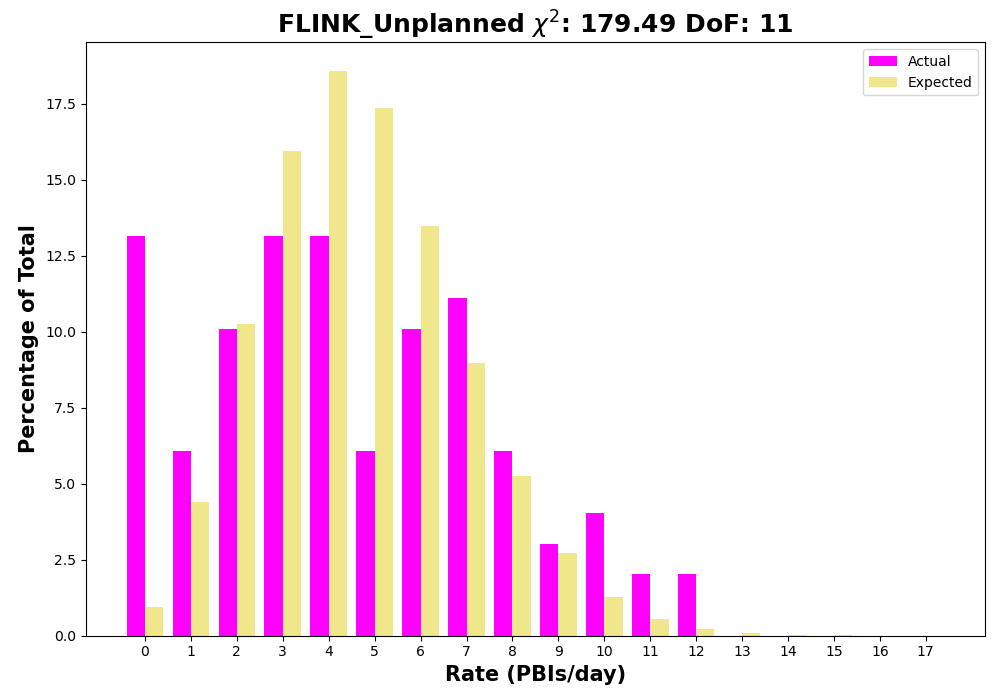 FLINK_Unplanned χ²: 179.49 DoF: 11
Actual
Expected
Percentage of Total
17.5
15.0
12.5
10.0
7.5
5.0
2.5
0.0
0 1 2 3 4 5 6 7 8 9 10 11 12 13 14 15 16 17
Rate (PBIs/day)